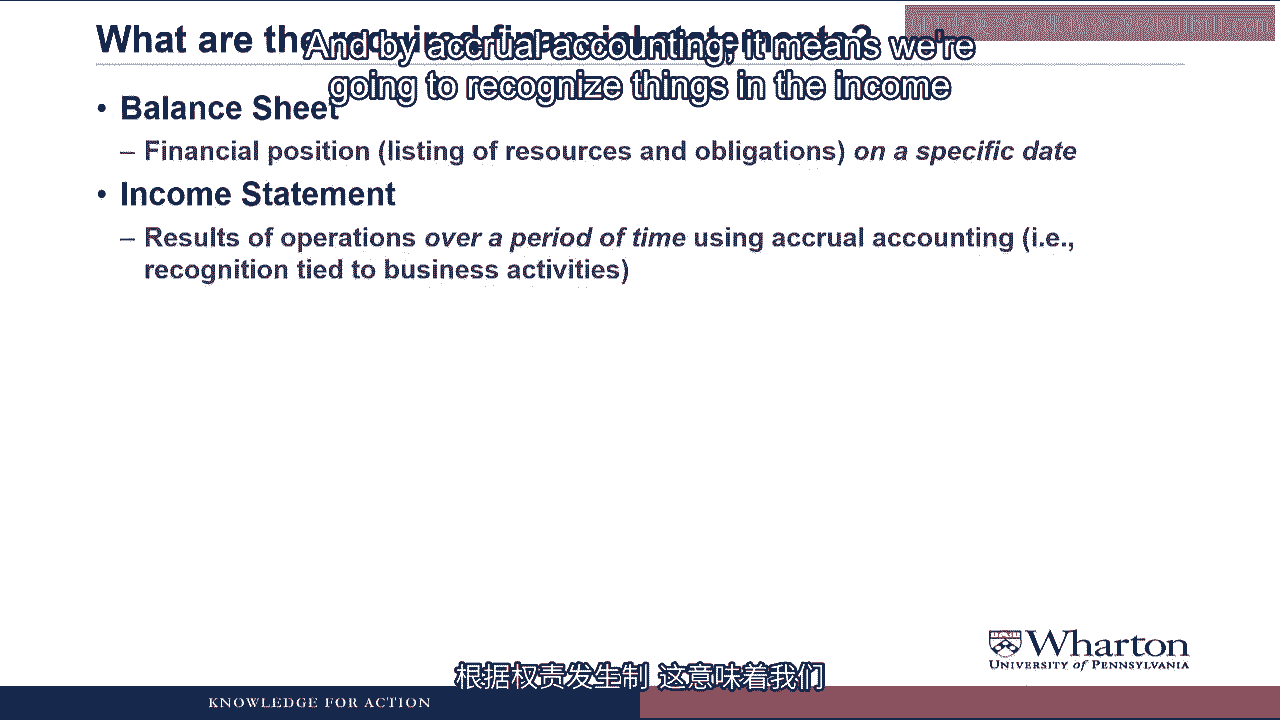 What are the required financial statements?
And by accrual accounting, it means we're
going to recognize things in the income
• Balance Sheet
– Financial position (listing of resources and obligations) on a specific date
• Income Statement
– Results of operations over a period of time using accrual accounting (i.e.,
recognition tied to business activities)
Wharton
UNIVERSITY of PENNSYLVANIA
根据权责发生制 这意味着我们
KNOWLEDGE FOR ACTION